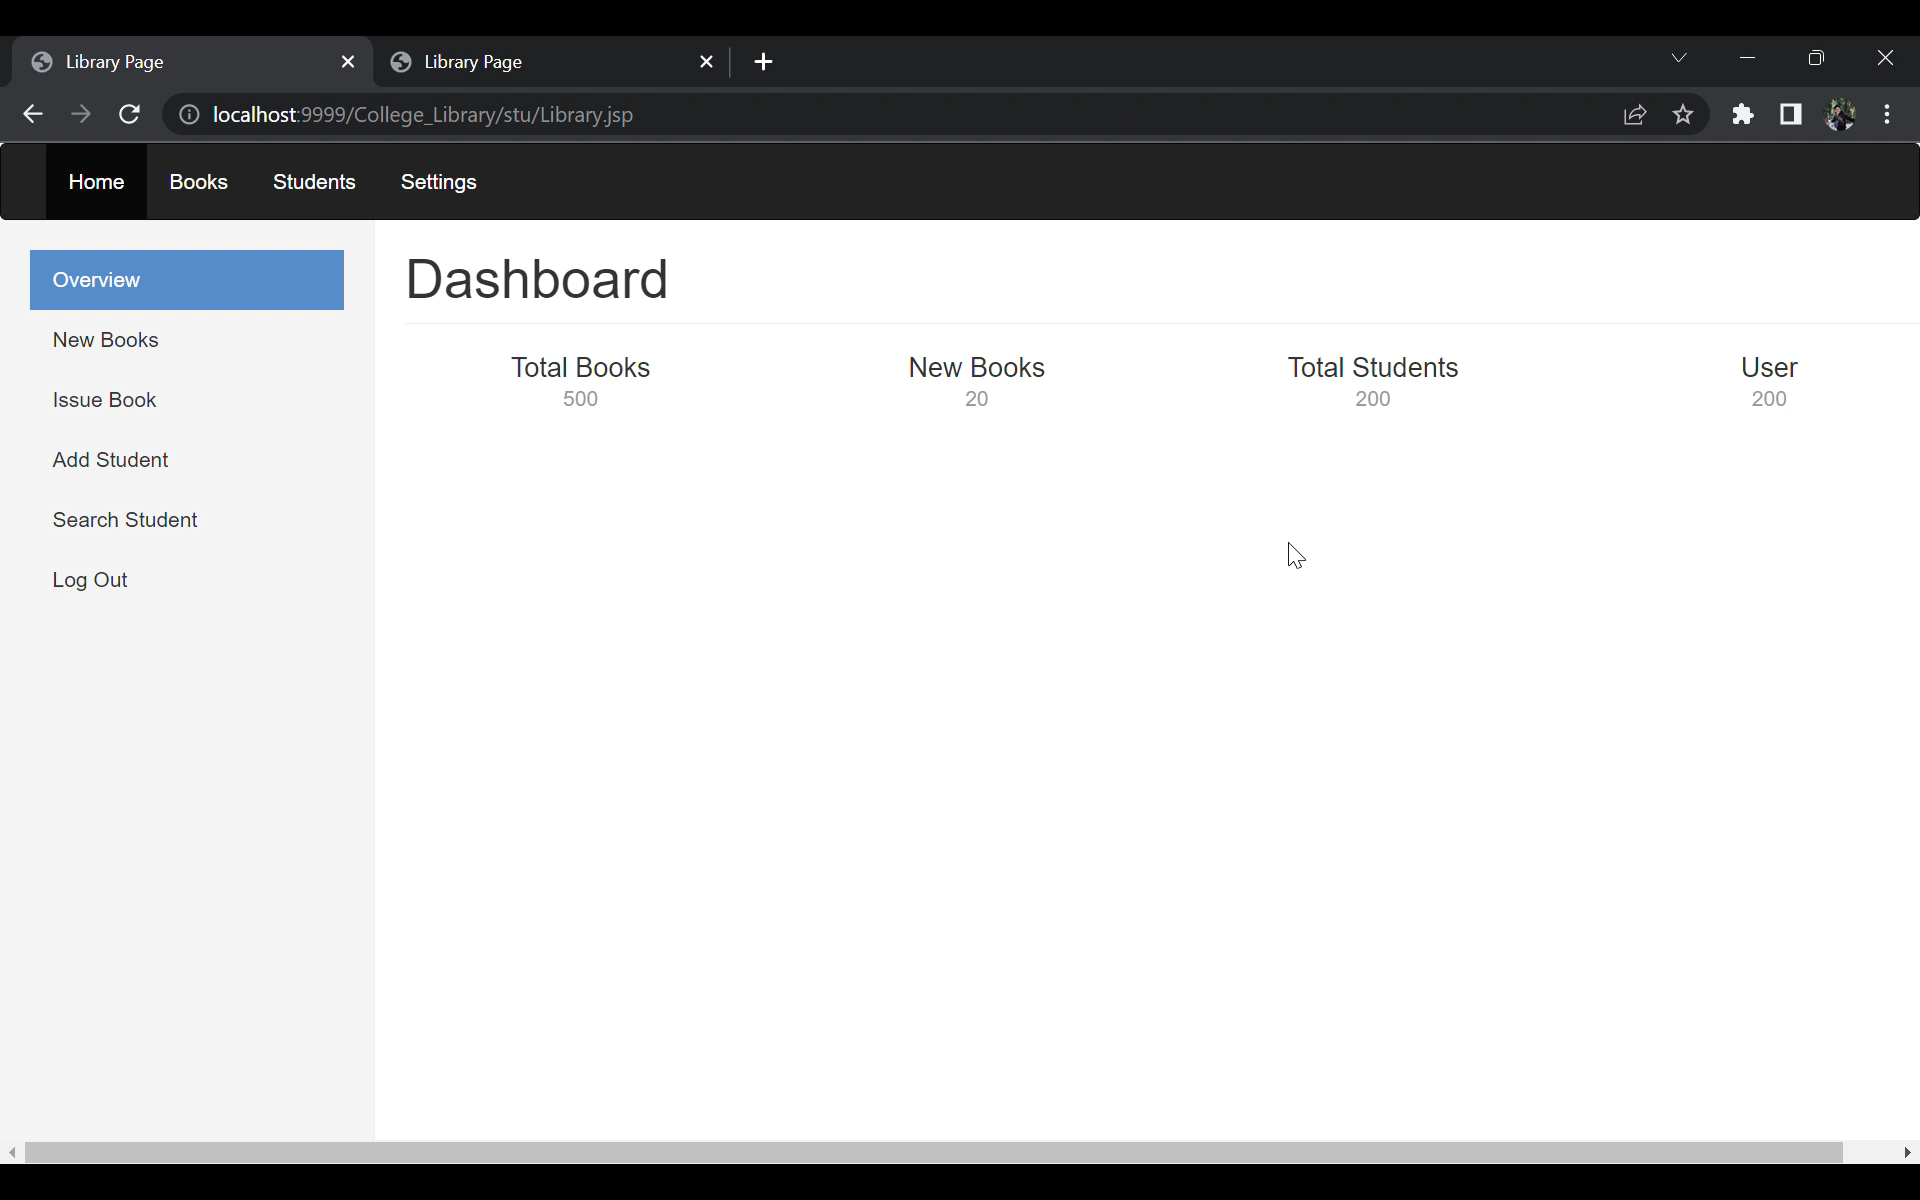 Library Page
Library Page
localhost:9999/College_Library/stu/Library.jsp
Home Books Students Settings
Overview
New Books
Issue Book
Add Student
Search Student
Log Out
Dashboard
Total Books New Books Total Students User
500 20 200 200